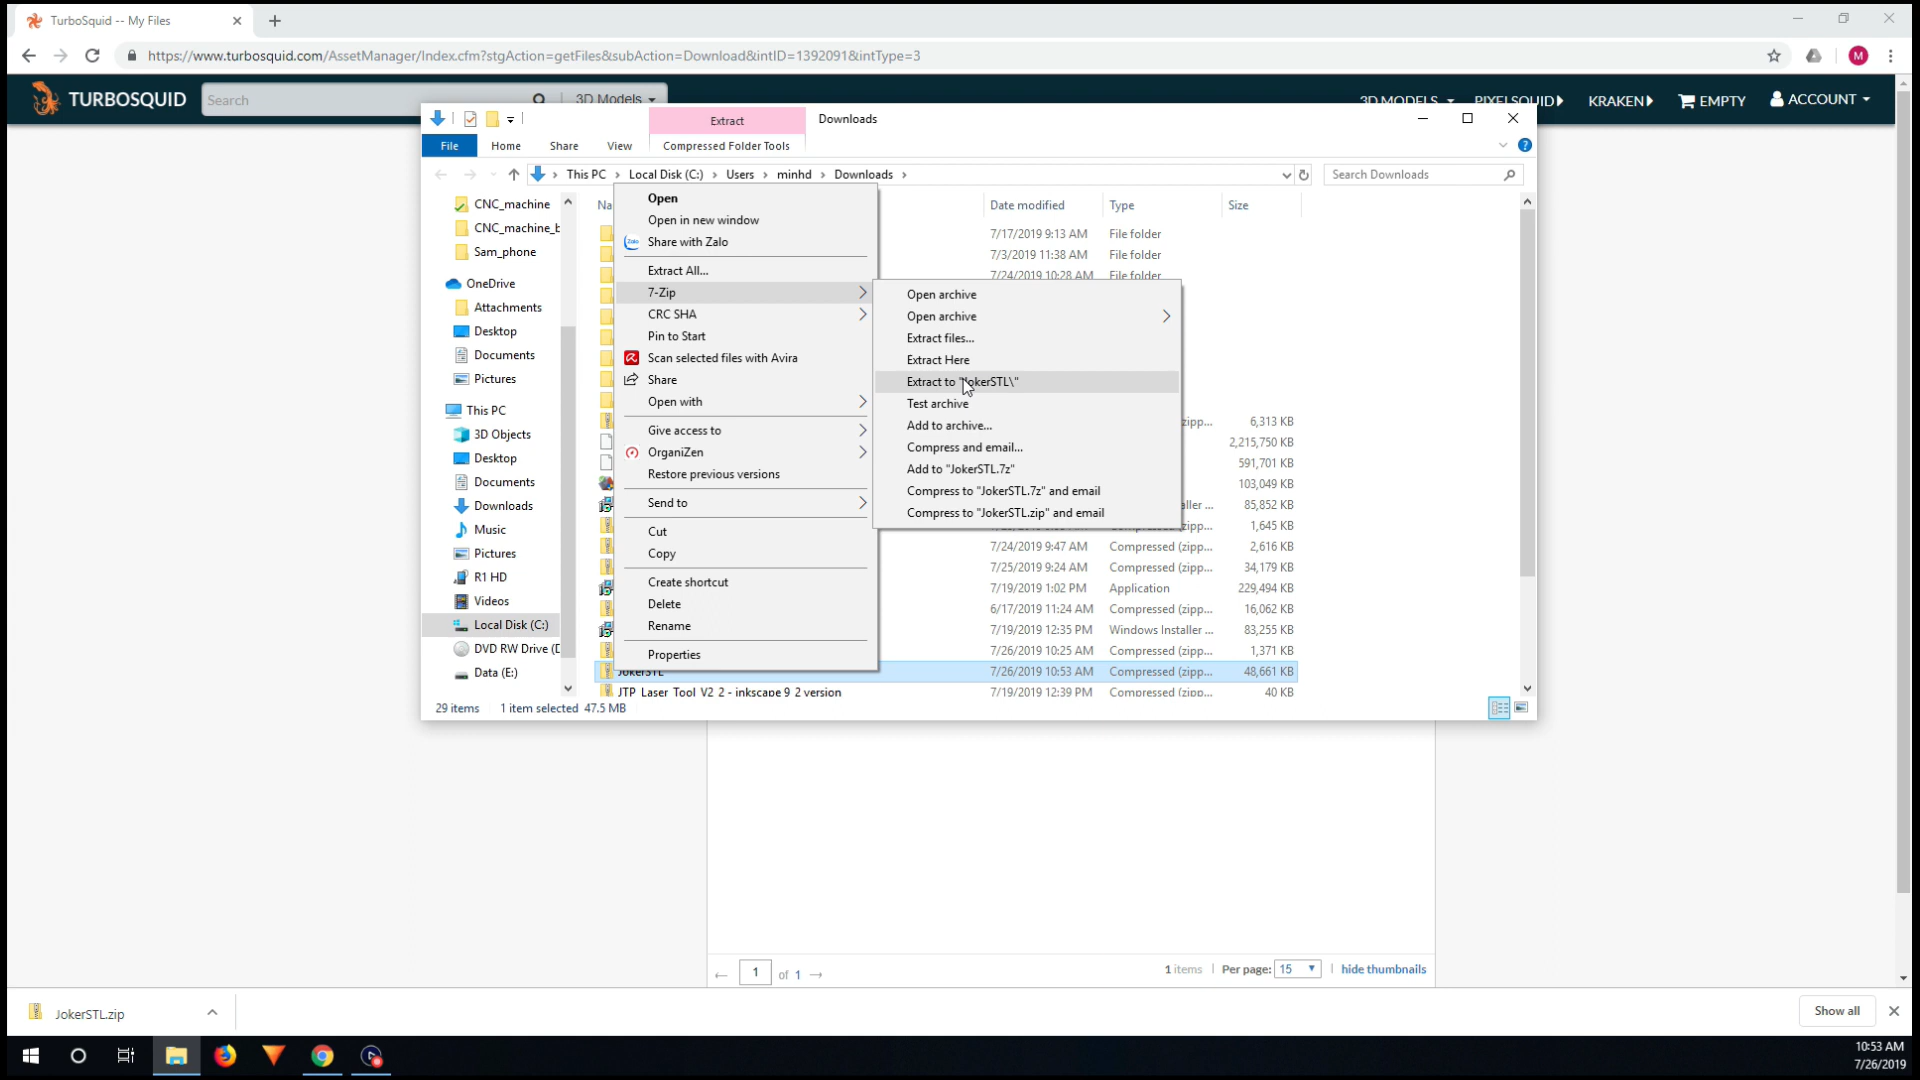 TurboSquid -- My Files
https://www.turbosquid.com/AssetManager/Index.cfm?stgAction=getFiles&subAction=Download&intID=1392091&intType=3
M
TURBOSQUID
Search
3D Models
3D MODELS
PIXELSQUID
KRAKEN
EMPTY
ACCOUNT
Extract
Downloads
File
Home
Share
View
Compressed Folder Tools
This PC
Local Disk (C:)
Users
minhd
Downloads
Search Downloads
CNC_machine
CNC_machine_b
Sam_phone
OneDrive
Attachments
Desktop
Documents
Pictures
This PC
3D Objects
Desktop
Documents
Downloads
Music
Pictures
R1 HD
Videos
Local Disk (C:)
DVD RW Drive (
Data (E:)
Na
Date modified
Type
Size
7/17/2019 9:13 AM File folder
7/3/2019 11:38 AM File folder
7/24/2019 10:28 AM File folder
Open
Open in new window
Zalo
Share with Zalo
Extract All...
7-Zip
CRC SHA
Pin to Start
Scan selected files with Avira
Share
Open with
Give access to
OrganiZen
Restore previous versions
Send to
Cut
Copy
Create shortcut
Delete
Rename
Properties
Open archive
Open archive
Extract files...
Extract Here
Extract to "JokerSTL\"
Test archive
Add to archive...
Compress and email...
Add to "JokerSTL.7z"
Compress to "JokerSTL.7z" and email
Compress to "JokerSTL.zip" and email
zipp... 6,313 KB
2,215,750 KB
591,701 KB
103,049 KB
aller ... 85,852 KB
zipp... 1,645 KB
7/24/2019 9:47 AM Compressed (zipp... 2,616 KB
7/25/2019 9:24 AM Compressed (zipp... 34,179 KB
7/19/2019 1:02 PM Application 229,494 KB
6/17/2019 11:24 AM Compressed (zipp... 16,062 KB
7/19/2019 12:35 PM Windows Installer ... 83,255 KB
7/26/2019 10:25 AM Compressed (zipp... 1,371 KB
JokerSTL 7/26/2019 10:53 AM Compressed (zipp... 48,661 KB
JTP Laser Tool V2 2 - inkscape 9 2 version 7/19/2019 12:39 PM Compressed (zipp... 40 KB
29 items 1 item selected 47.5 MB
1 of 1
1 items Per page: 15 hide thumbnails
JokerSTL.zip
Show all
10:53 AM
7/26/2019